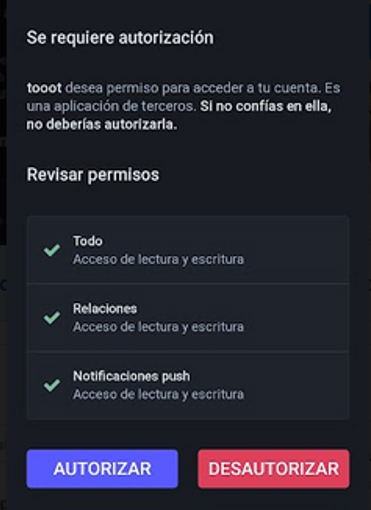 Se requiere autorización
tooot desea permiso para acceder a tu cuenta. Es
una aplicación de terceros. Si no confías en ella,
no deberías autorizarla.
Revisar permisos
Todo
Acceso de lectura y escritura
Relaciones
Acceso de lectura y escritura
Notificaciones push
Acceso de lectura y escritura
AUTORIZAR
DESAUTORIZAR